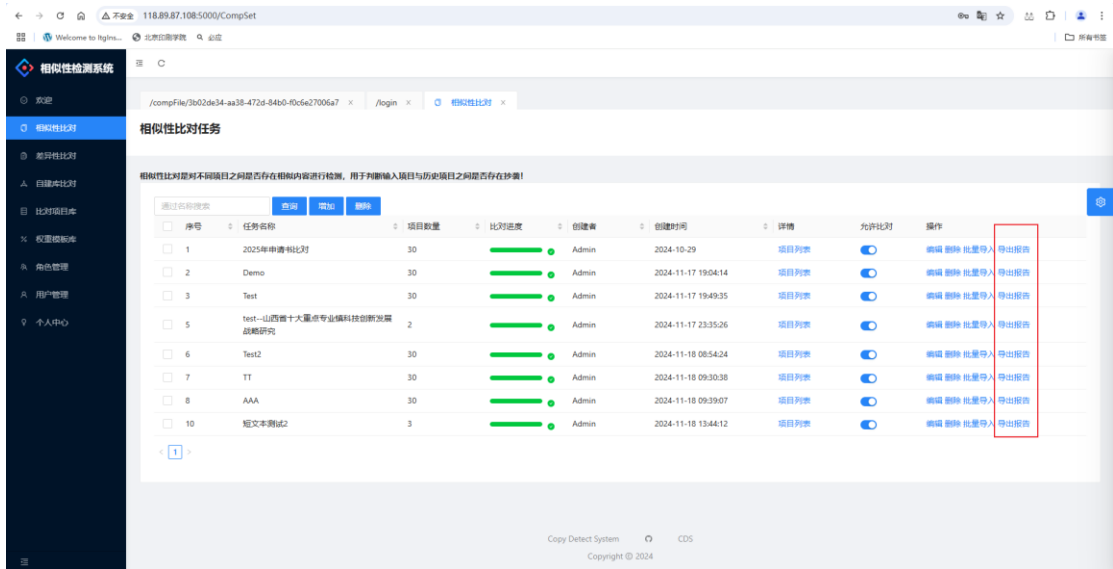 不安全 118.89.87.108:5000/CompSet
Welcome to ItgIns... 北京印刷学院 必应 所有书签
相似性检测系统
欢迎
相似性比对
差异性比对
自建库比对
比对项目库
权重模板库
角色管理
用户管理
个人中心
/compFile/3b02de34-aa38-472d-84b0-f0c6e27006a7 × /login × 相似性比对 ×
相似性比对任务
相似性比对是对不同项目之间是否存在相似内容进行检测，用于判断输入项目与历史项目之间是否存在抄袭！
通过名称搜索 查询 增加 删除
序号 任务名称 项目数量 比对进度 创建者 创建时间 详情 允许比对 操作
1 2025年申请书比对 30 Admin 2024-10-29 项目列表 编辑 删除 批量导入 导出报告
2 Demo 30 Admin 2024-11-17 19:04:14 项目列表 编辑 删除 批量导入 导出报告
3 Test 30 Admin 2024-11-17 19:49:35 项目列表 编辑 删除 批量导入 导出报告
5 test--山西省十大重点专业镇科技创新发展
战略研究 2 Admin 2024-11-17 23:35:26 项目列表 编辑 删除 批量导入 导出报告
6 Test2 30 Admin 2024-11-18 08:54:24 项目列表 编辑 删除 批量导入 导出报告
7 TT 30 Admin 2024-11-18 09:30:38 项目列表 编辑 删除 批量导入 导出报告
8 AAA 30 Admin 2024-11-18 09:39:07 项目列表 编辑 删除 批量导入 导出报告
10 短文本测试2 3 Admin 2024-11-18 13:44:12 项目列表 编辑 删除 批量导入 导出报告
< 1 >
Copy Detect System CDS
Copyright © 2024